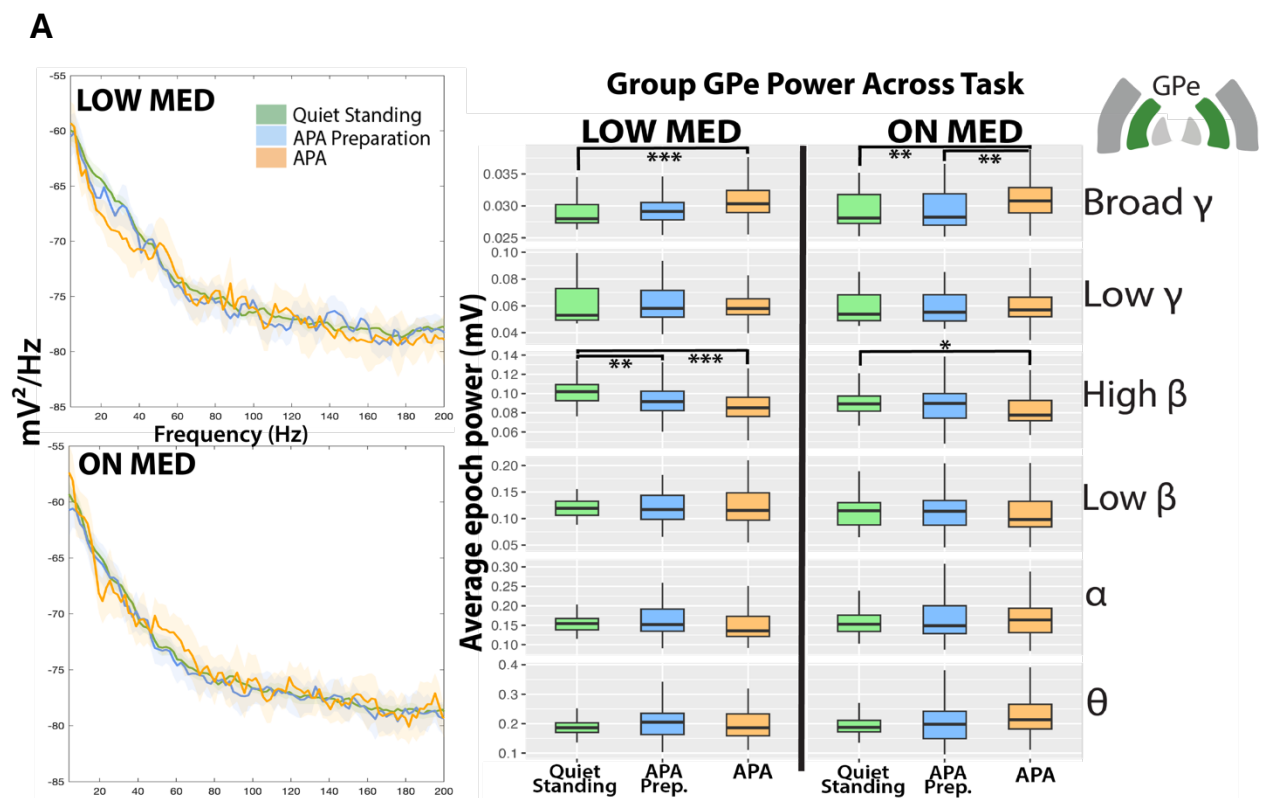 A
LOW MED
Quiet Standing
APA Preparation
APA
-55
-60
-65
-70
-75
-80
-85
20 40 60 80 100 120 140 160 180 200
Frequency (Hz)
mV²/Hz
ON MED
-55
-60
-65
-70
-75
-80
-85
20 40 60 80 100 120 140 160 180 200
Group GPe Power Across Task
GPe
LOW MED
ON MED
Average epoch power (mV)
*** ** **
0.035
0.030
0.025
Broad γ
0.10
0.08
0.06
0.04
Low γ
** *** *
0.14
0.12
0.10
0.08
0.06
High β
0.20
0.15
0.10
0.05
Low β
0.30
0.25
0.20
0.15
0.10
α
0.4
0.3
0.2
0.1
θ
Quiet Standing
APA Prep.
APA
Quiet Standing
APA Prep.
APA